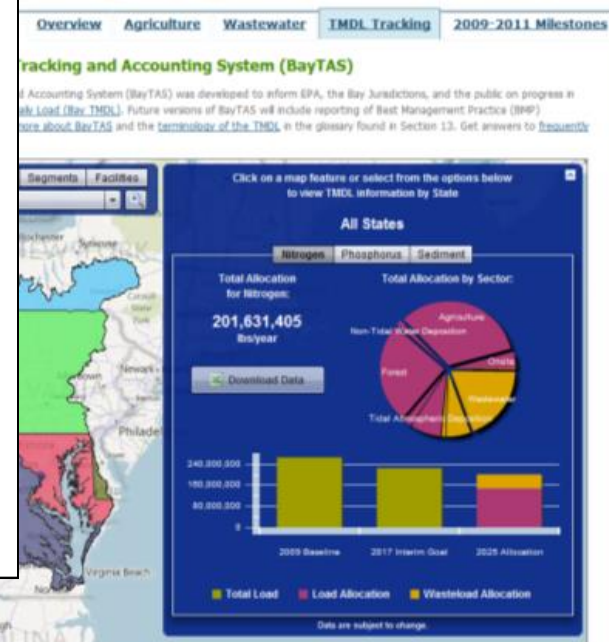 Overview Agriculture Wastewater TMDL Tracking 2009-2011 Milestones
racking and Accounting System (BayTAS)
d Accounting System (BayTAS) was developed to inform EPA, the Bay Jurisdictions, and the public on progress in
aily Load (Bay TMDL). Future versions of BayTAS will include reporting of Best Management Practice (BMP)
more about BayTAS and the terminology of the TMDL in the glossary found in Section 13. Get answers to frequently
Segments Facilities
Click on a map feature or select from the options below
to view TMDL information by State
All States
Nitrogen Phosphorus Sediment
Total Allocation
for Nitrogen:
201,631,405
lbs/year
Download Data
Total Allocation by Sector:
Agriculture
Non-Tidal Water Deposition
Onsite
Forest
Wastewater
Tidal Atmospheric Deposition
240,000,000
160,000,000
80,000,000
0
2009 Baseline 2017 Interim Goal 2025 Allocation
Total Load Load Allocation Wasteload Allocation
Data are subject to change.
Rochester
Syracuse
Newark
Philadel
Virginia Beach